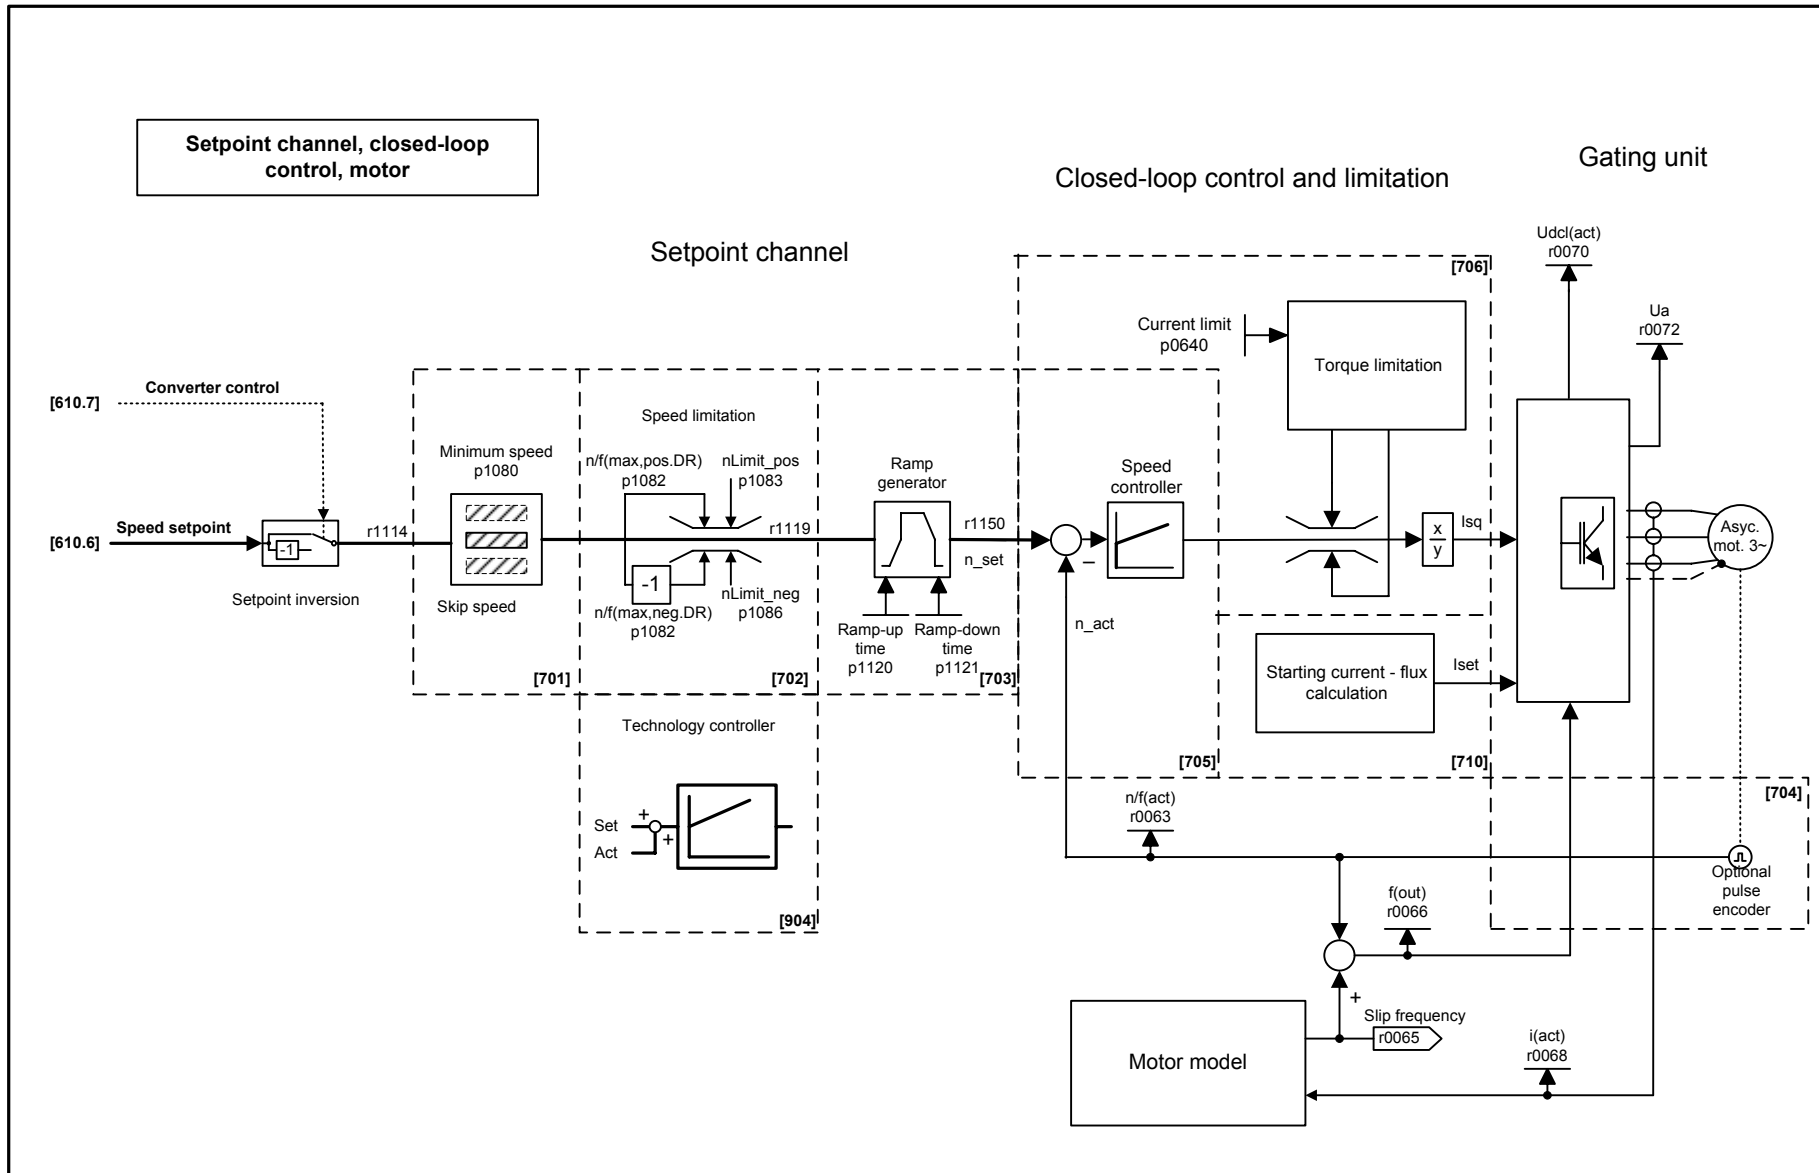 Setpoint channel, closed-loop
control, motor
Gating unit
Closed-loop control and limitation
Setpoint channel
Udcl(act)
r0070
[706]
Ua
r0072
Current limit
p0640
Torque limitation
Converter control
[610.7]
Speed limitation
Minimum speed
p1080
n/f(max,pos.DR)
p1082
nLimit_pos
p1083
Ramp
generator
Speed
controller
Speed setpoint
[610.6]
-1
r1114
r1119
r1150
n_set
–
x
y
Isq
Asyc.
mot. 3~
Setpoint inversion
Skip speed
-1
n/f(max,neg.DR)
p1082
nLimit_neg
p1086
Ramp-up
time
p1120
Ramp-down
time
p1121
n_act
Starting current - flux
calculation
Iset
[701]
[702]
[703]
Technology controller
[705]
[710]
[704]
Set
+
Act
+
n/f(act)
r0063
Optional
pulse
encoder
[904]
f(out)
r0066
+
Slip frequency
r0065
Motor model
i(act)
r0068